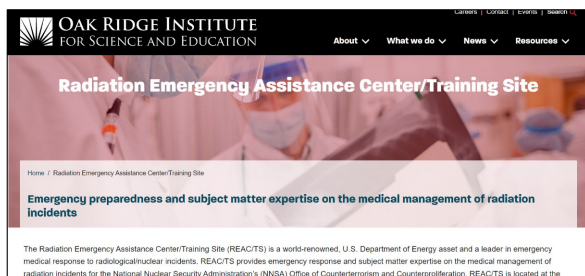 Careers | Contact | Events | Search
OAK RIDGE INSTITUTE
FOR SCIENCE AND EDUCATION
About What we do News Resources
Radiation Emergency Assistance Center/Training Site
Home / Radiation Emergency Assistance Center/Training Site
Emergency preparedness and subject matter expertise on the medical management of radiation
incidents
The Radiation Emergency Assistance Center/Training Site (REAC/TS) is a world-renowned, U.S. Department of Energy asset and a leader in emergency
medical response to radiological/nuclear incidents. REAC/TS provides emergency response and subject matter expertise on the medical management of
radiation incidents for the National Nuclear Security Administration's (NNSA) Office of Counterterrorism and Counterproliferation. REAC/TS is located at the